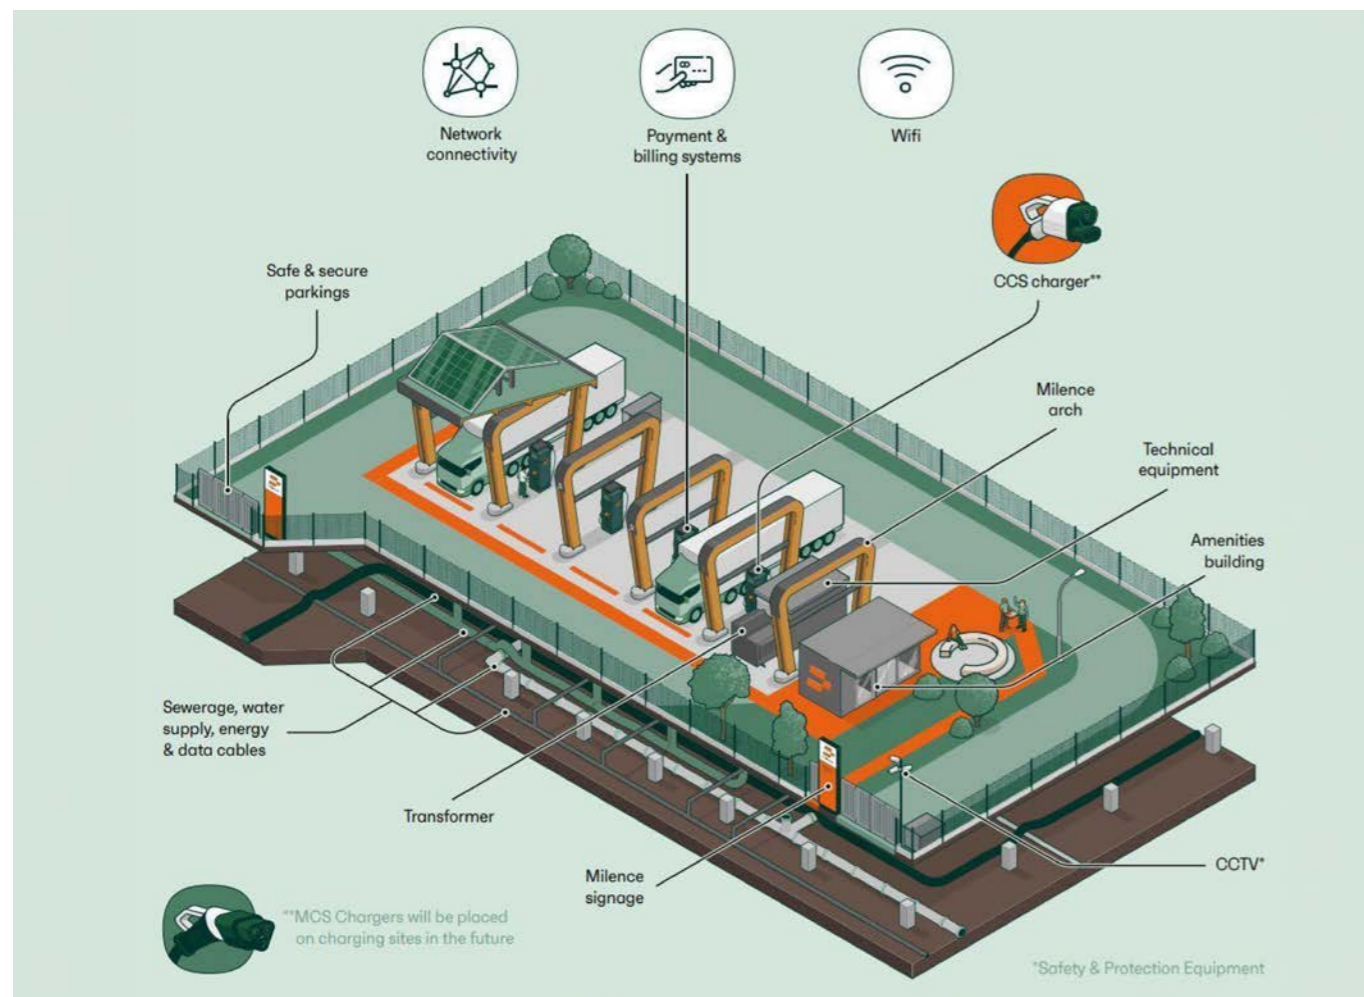 Network
connectivity
Payment &
billing systems
Wifi
CCS charger**
Safe & secure
parkings
Milence
arch
Technical
equipment
Amenities
building
Sewerage, water
supply, energy
& data cables
Transformer
Milence
signage
CCTV*
**MCS Chargers will be placed
on charging sites in the future
*Safety & Protection Equipment